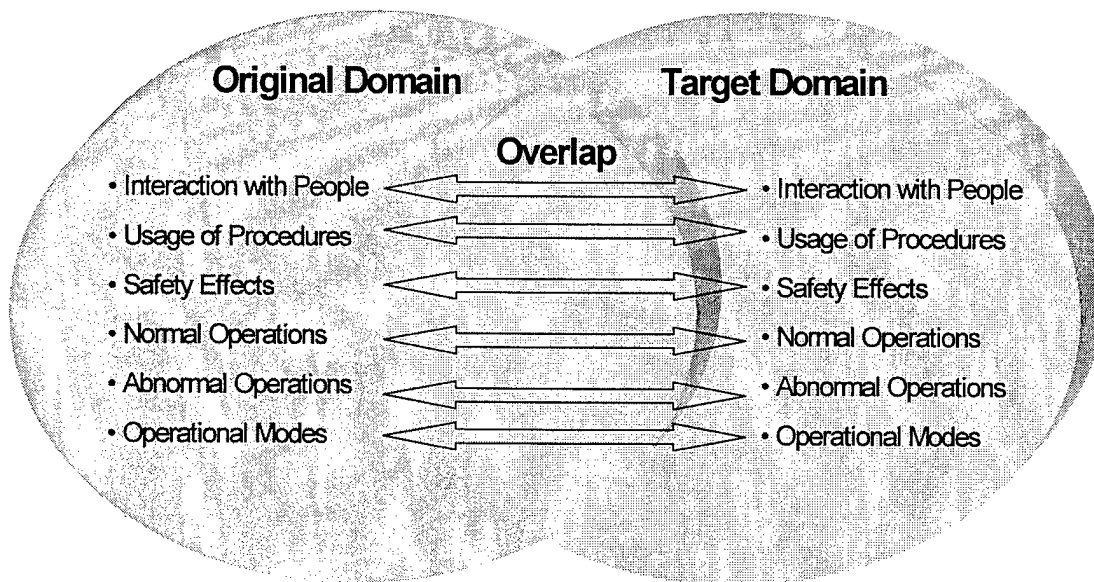 Original Domain
Target Domain
Overlap
• Interaction with People
• Usage of Procedures
• Safety Effects
• Normal Operations
• Abnormal Operations
• Operational Modes
• Interaction with People
• Usage of Procedures
• Safety Effects
• Normal Operations
• Abnormal Operations
• Operational Modes